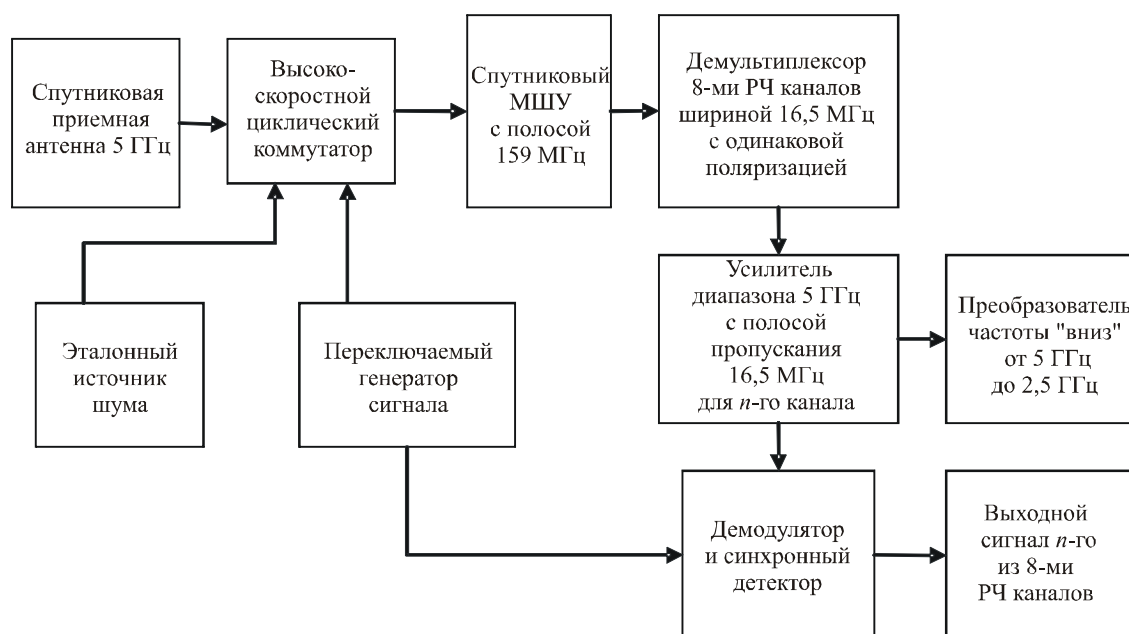 Спутниковая
приемная
антенна 5 ГГц
Высоко-
скоростной
циклический
коммутатор
Спутниковый
МШУ
с полосой
159 МГц
Демультиплексор
8-ми РЧ каналов
шириной 16,5 МГц
с одинаковой
поляризацией
Эталонный
источник
шума
Переключаемый
генератор
сигнала
Усилитель
диапазона 5 ГГц
с полосой
пропускания
16,5 МГц
для n-го канала
Преобразователь
частоты "вниз"
от 5 ГГц
до 2,5 ГГц
Демодулятор
и синхронный
детектор
Выходной
сигнал n-го
из 8-ми
РЧ каналов